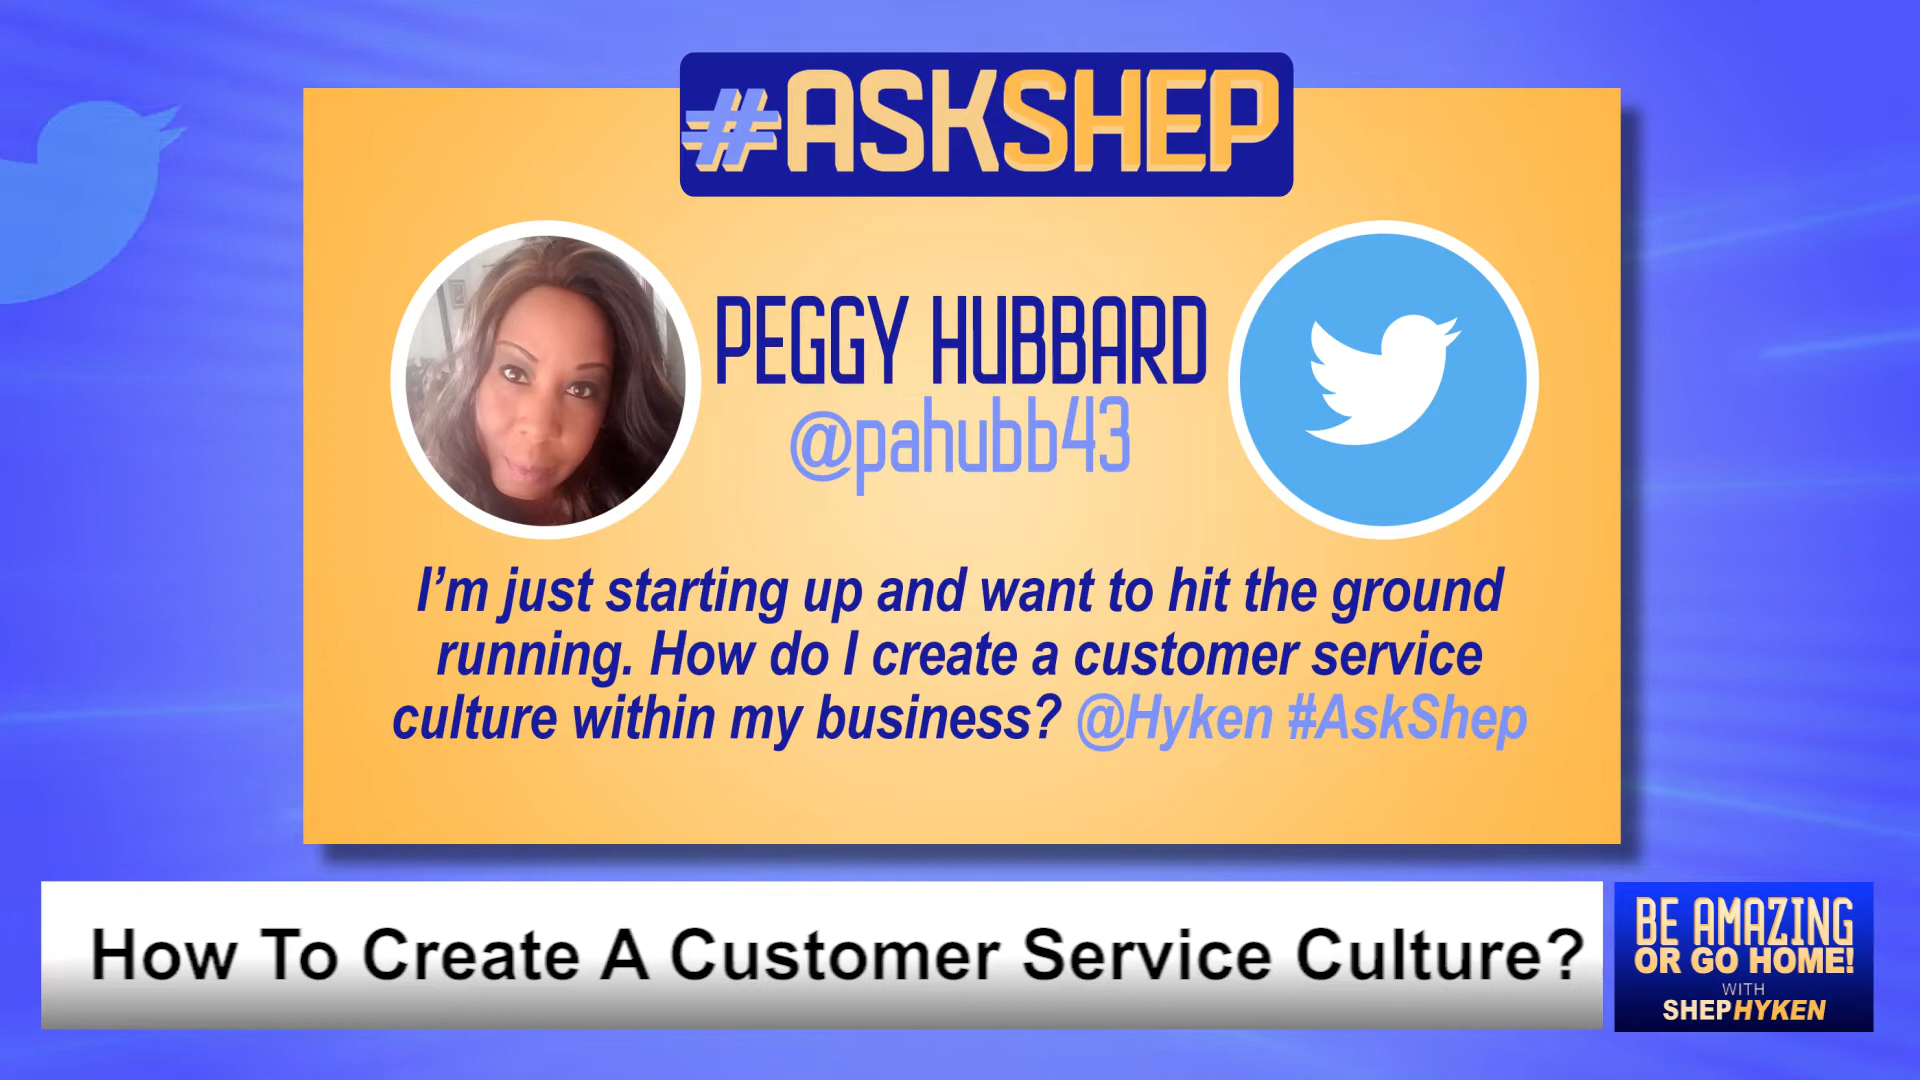 #ASKSHEP
PEGGY HUBBARD
@pahubb43
I'm just starting up and want to hit the ground
running. How do I create a customer service
culture within my business? @Hyken #AskShep
How To Create A Customer Service Culture?
BE AMAZING
OR GO HOME!
WITH
SHEPHYKEN